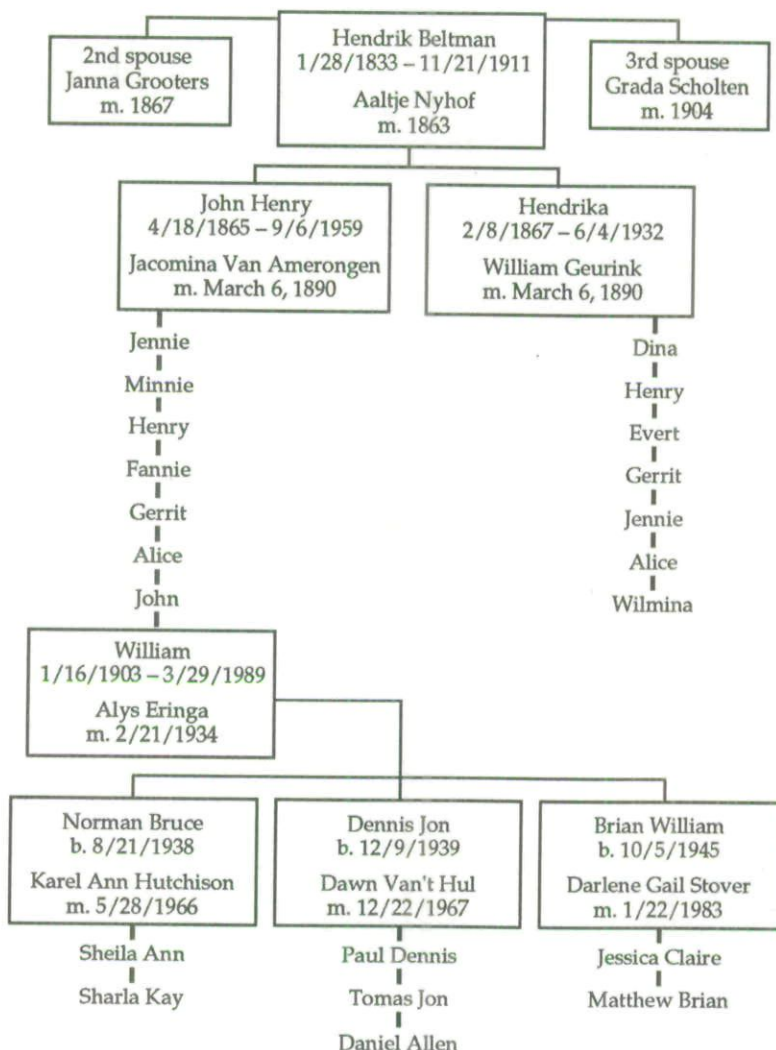 2nd spouse
Janna Grooters
m. 1867
Hendrik Beltman
1/28/1833 – 11/21/1911
Aaltje Nyhof
m. 1863
3rd spouse
Grada Scholten
m. 1904
John Henry
4/18/1865 – 9/6/1959
Jacomina Van Amerongen
m. March 6, 1890
Hendrika
2/8/1867 – 6/4/1932
William Geurink
m. March 6, 1890
Jennie
Minnie
Henry
Fannie
Gerrit
Alice
John
Dina
Henry
Evert
Gerrit
Jennie
Alice
Wilmina
William
1/16/1903 – 3/29/1989
Alys Eringa
m. 2/21/1934
Norman Bruce
b. 8/21/1938
Karel Ann Hutchison
m. 5/28/1966
Sheila Ann
Sharla Kay
Dennis Jon
b. 12/9/1939
Dawn Van't Hul
m. 12/22/1967
Paul Dennis
Tomas Jon
Daniel Allen
Brian William
b. 10/5/1945
Darlene Gail Stover
m. 1/22/1983
Jessica Claire
Matthew Brian